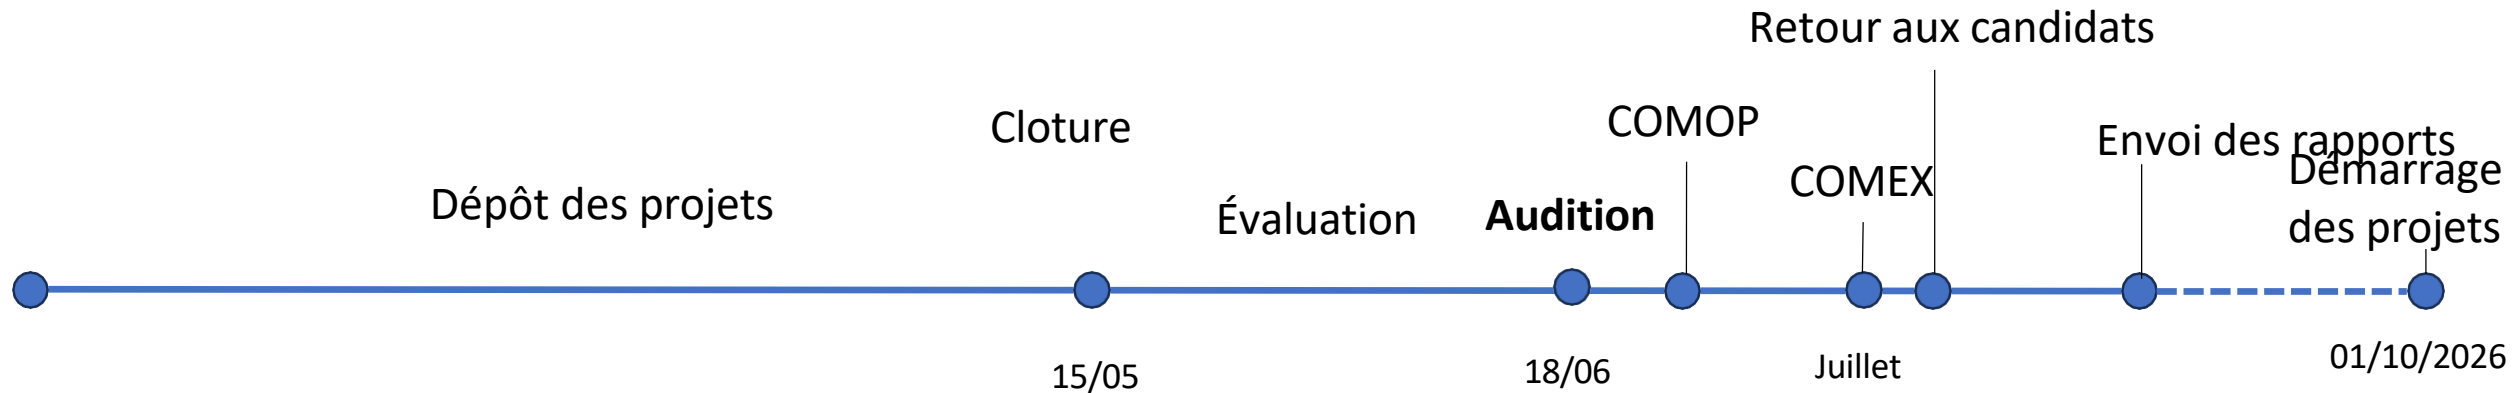 Retour aux candidats
COMOP
Cloture
Envoi des rapports
Démarrage
des projets
COMEX
Dépôt des projets
Évaluation
Audition
15/05
18/06
Juillet
01/10/2026